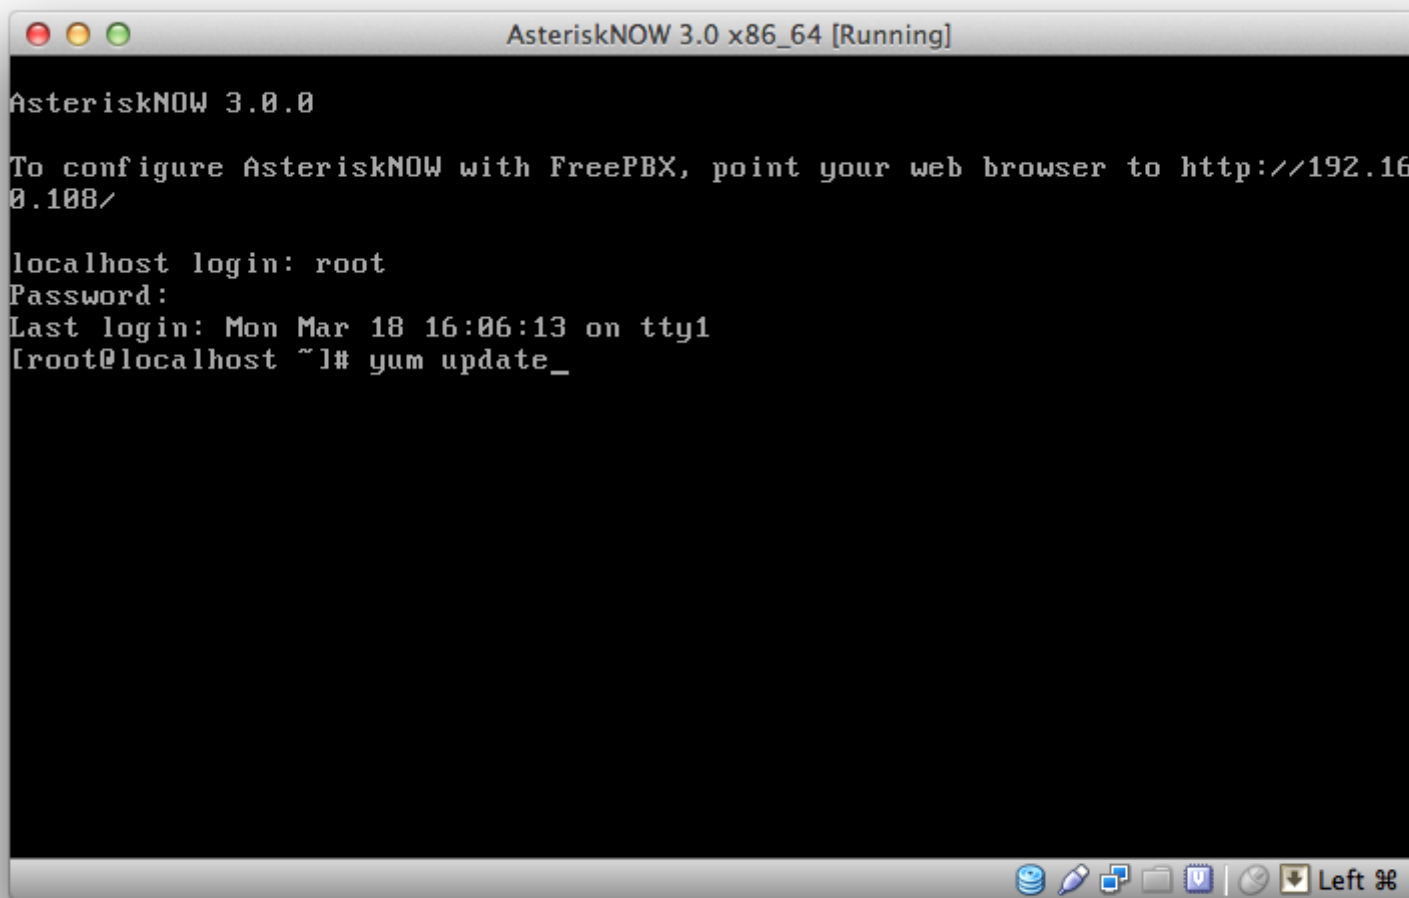 AsteriskNOW 3.0 x86_64 [Running]
AsteriskNOW 3.0.0
To configure AsteriskNOW with FreePBX, point your web browser to http://192.16
0.108/
localhost login: root
Password:
Last login: Mon Mar 18 16:06:13 on tty1
[root@localhost ~]# yum update_
Left ⌘